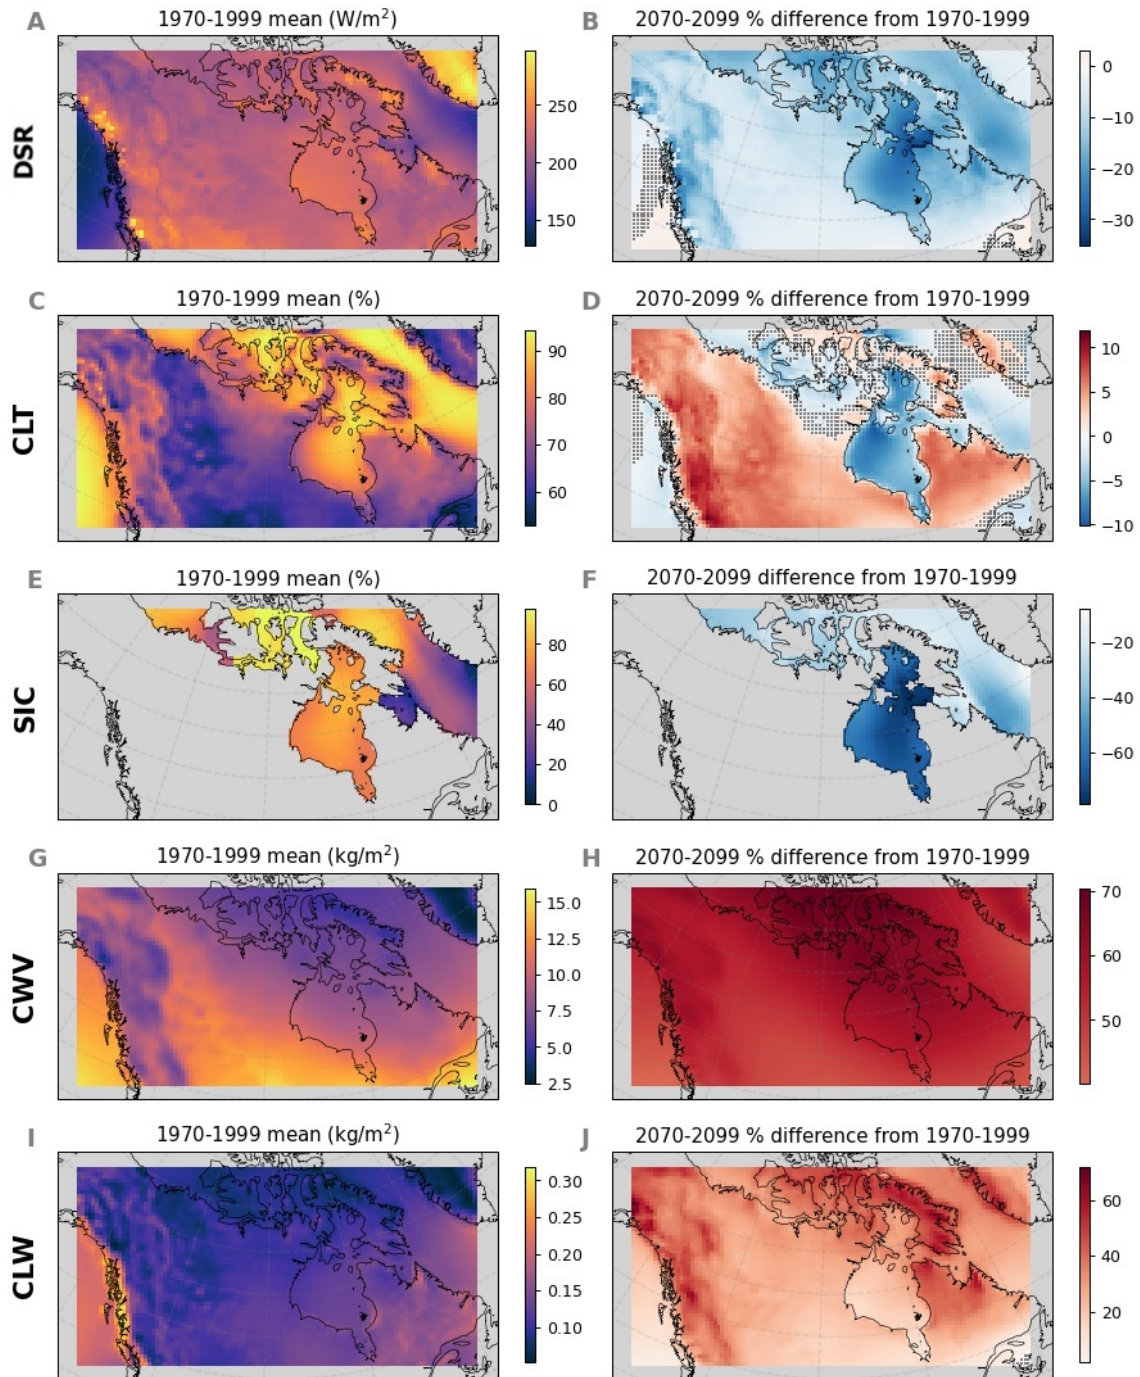 A 1970-1999 mean (W/m²)
B 2070-2099 % difference from 1970-1999
DSR
250
200
150
0
−10
−20
−30
C 1970-1999 mean (%)
D 2070-2099 % difference from 1970-1999
CLT
90
80
70
60
10
5
0
−5
−10
E 1970-1999 mean (%)
F 2070-2099 difference from 1970-1999
SIC
80
60
40
20
0
−20
−40
−60
G 1970-1999 mean (kg/m²)
H 2070-2099 % difference from 1970-1999
CWV
15.0
12.5
10.0
7.5
5.0
2.5
70
60
50
I 1970-1999 mean (kg/m²)
J 2070-2099 % difference from 1970-1999
CLW
0.30
0.25
0.20
0.15
0.10
60
40
20